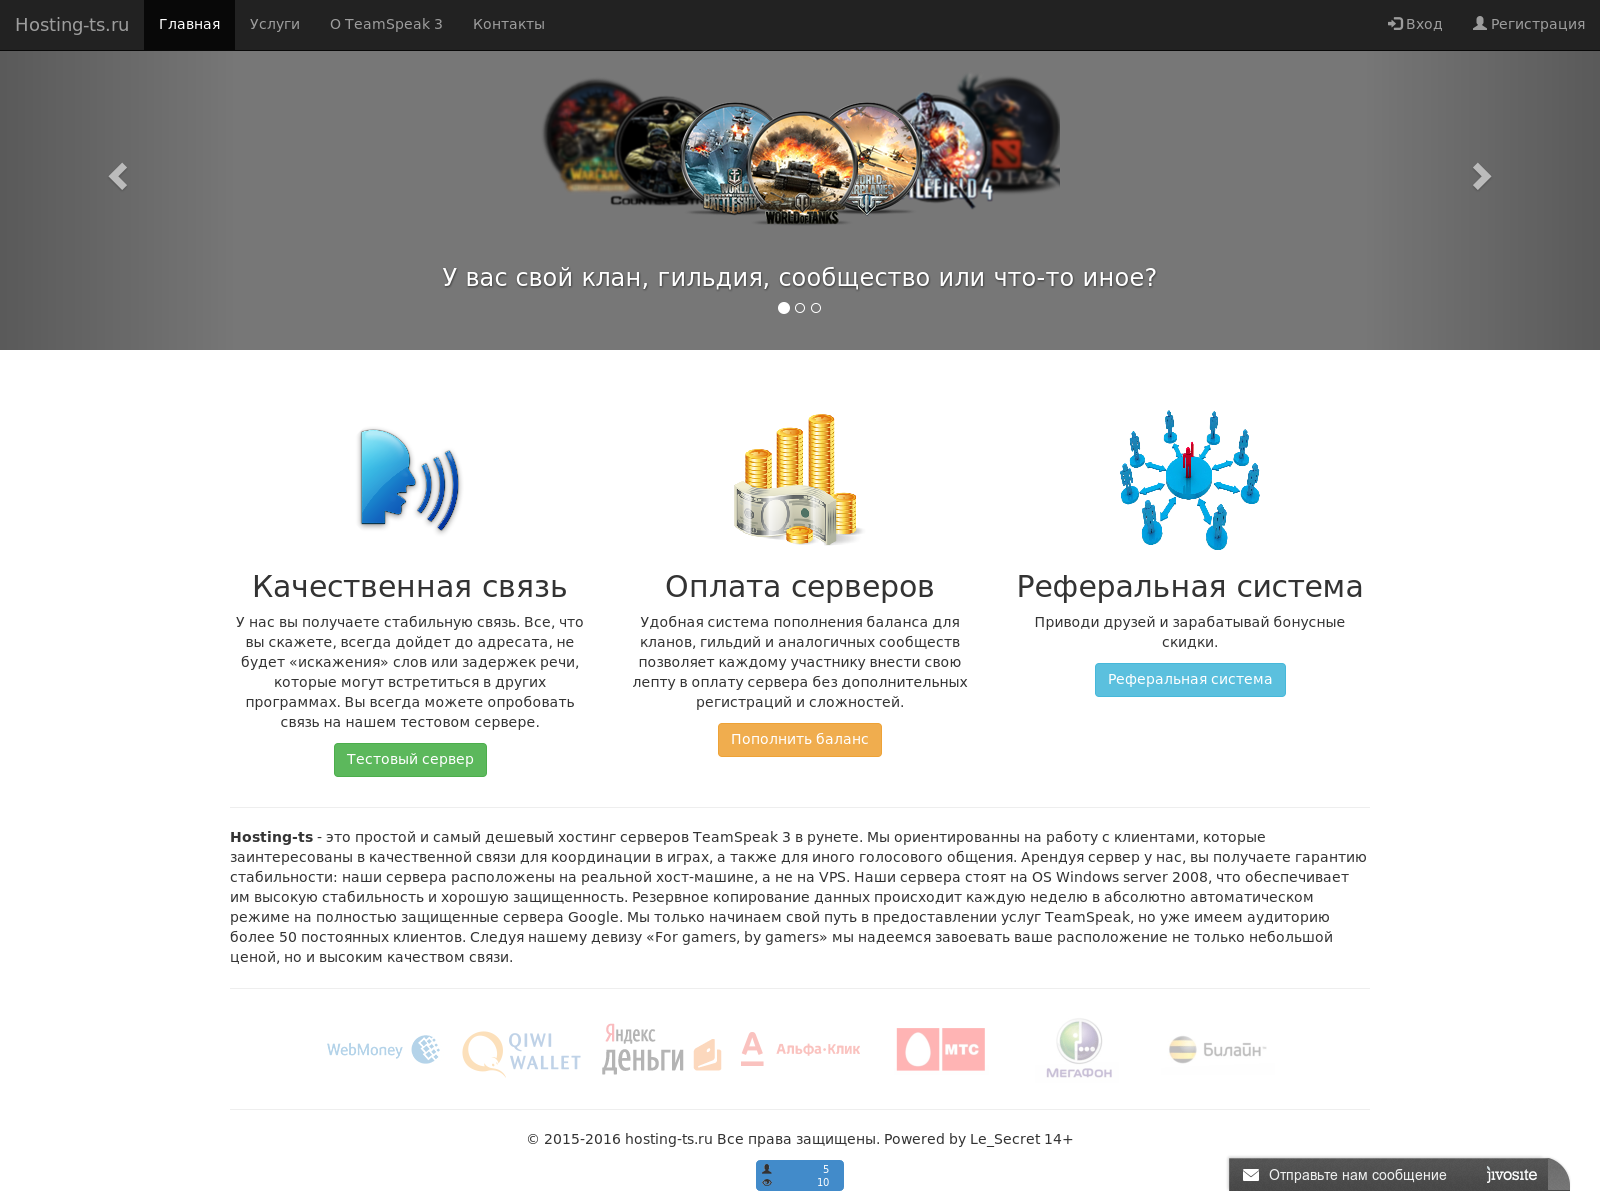 Hosting-ts.ru Главная Услуги О TeamSpeak 3 Контакты Вход Регистрация
WORLD BATTLESHIP
WORLD OF TANKS
У вас свой клан, гильдия, сообщество или что-то иное?
Качественная связь
У нас вы получаете стабильную связь. Все, что
вы скажете, всегда дойдет до адресата, не
будет «искажения» слов или задержек речи,
которые могут встретиться в других
программах. Вы всегда можете опробовать
связь на нашем тестовом сервере.
Тестовый сервер
Оплата серверов
Удобная система пополнения баланса для
кланов, гильдий и аналогичных сообществ
позволяет каждому участнику внести свою
лепту в оплату сервера без дополнительных
регистраций и сложностей.
Пополнить баланс
Реферальная система
Приводи друзей и зарабатывай бонусные
скидки.
Реферальная система
Hosting-ts - это простой и самый дешевый хостинг серверов TeamSpeak 3 в рунете. Мы ориентированны на работу с клиентами, которые
заинтересованы в качественной связи для координации в играх, а также для иного голосового общения. Арендуя сервер у нас, вы получаете гарантию
стабильности: наши сервера расположены на реальной хост-машине, а не на VPS. Наши сервера стоят на OS Windows server 2008, что обеспечивает
им высокую стабильность и хорошую защищенность. Резервное копирование данных происходит каждую неделю в абсолютно автоматическом
режиме на полностью защищенные сервера Google. Мы только начинаем свой путь в предоставлении услуг TeamSpeak, но уже имеем аудиторию
более 50 постоянных клиентов. Следуя нашему девизу «For gamers, by gamers» мы надеемся завоевать ваше расположение не только небольшой
ценой, но и высоким качеством связи.
WebMoney QIWI WALLET Яндекс деньги Альфа·Клик МТС МЕГАФОН Билайн
© 2015-2016 hosting-ts.ru Все права защищены. Powered by Le_Secret 14+
5
10
Отправьте нам сообщение jivosite